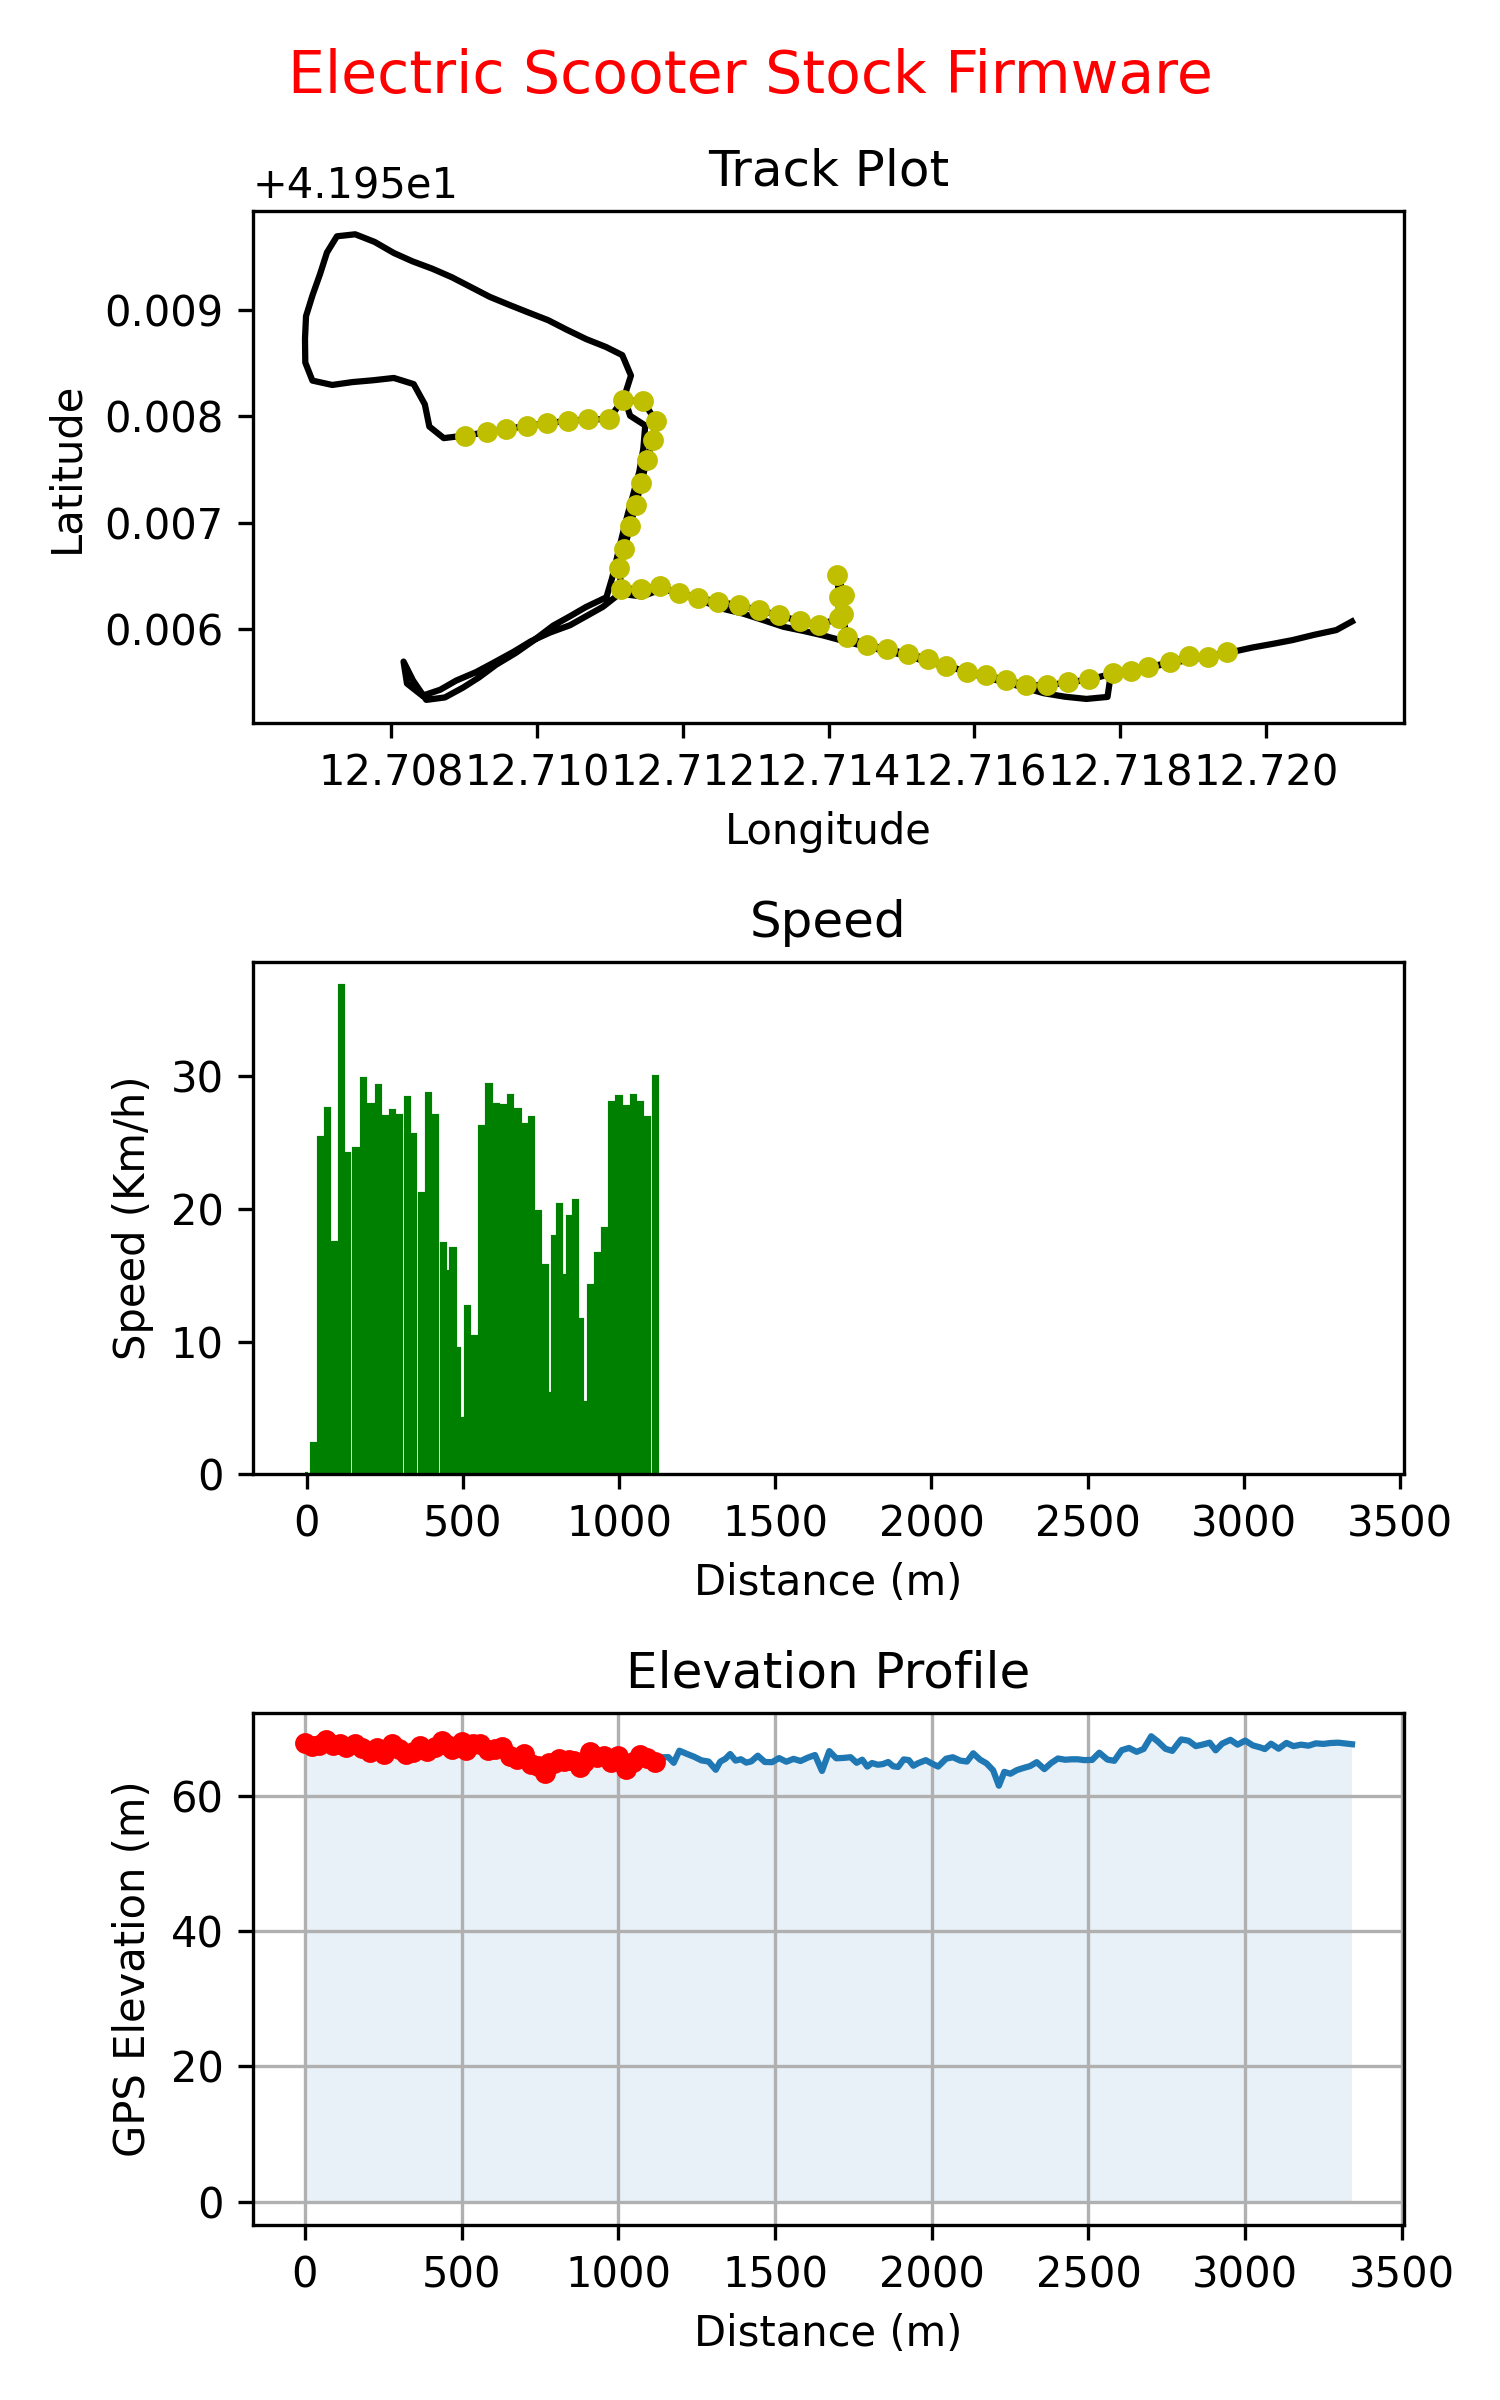 Electric Scooter Stock Firmware
Track Plot
+4.195e1
0.009
0.008
0.007
0.006
Latitude
12.708 12.710 12.712 12.714 12.716 12.718 12.720
Longitude
Speed
30
20
10
0
Speed (Km/h)
0 500 1000 1500 2000 2500 3000 3500
Distance (m)
Elevation Profile
60
40
20
0
GPS Elevation (m)
0 500 1000 1500 2000 2500 3000 3500
Distance (m)